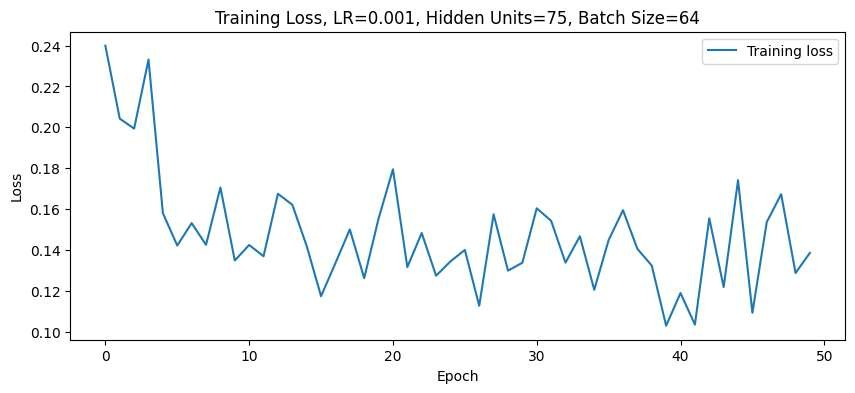 Training Loss, LR=0.001, Hidden Units=75, Batch Size=64
Training loss
0.24
0.22
0.20
0.18
0.16
0.14
0.12
0.10
Loss
0 10 20 30 40 50
Epoch